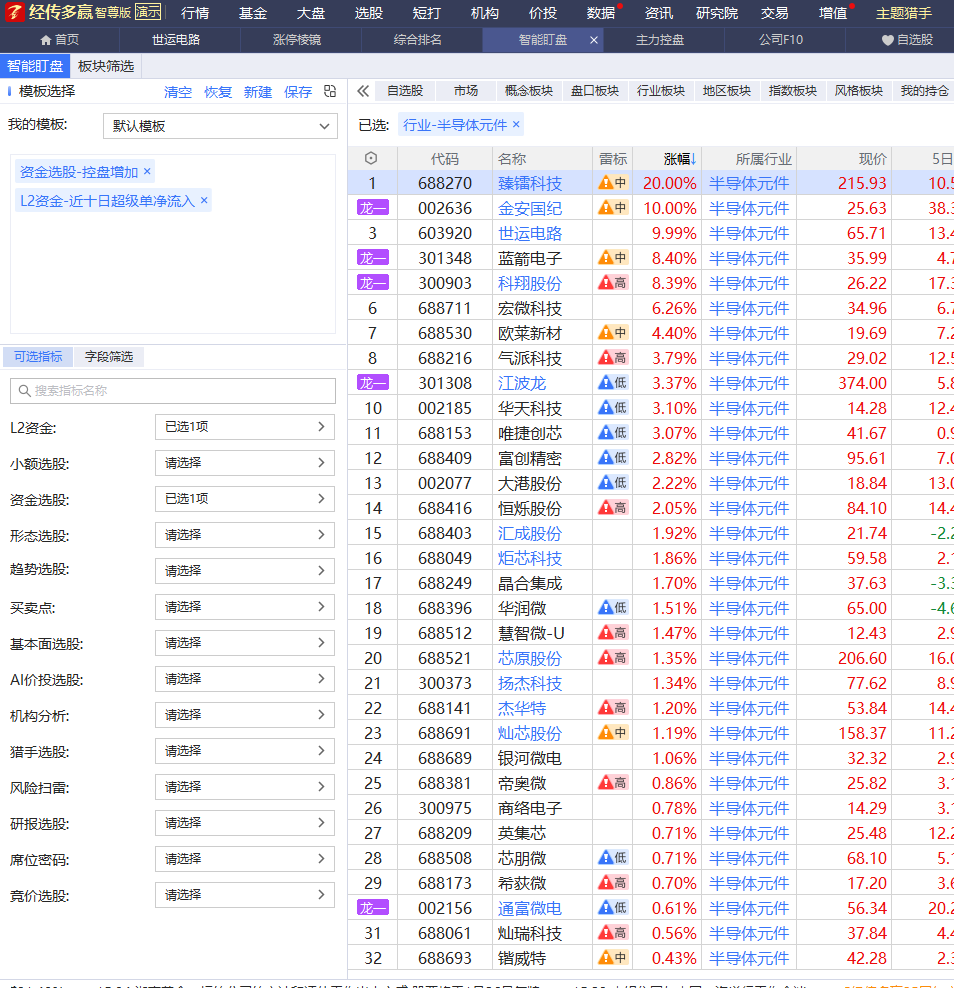 经传多赢 智尊版 演示 行情 基金 大盘 选股 短打 机构 价投 数据 资讯 研究院 交易 增值 主题猎手
首页 世运电路 涨停棱镜 综合排名 智能盯盘 × 主力控盘 公司F10 自选股
智能盯盘 板块筛选
模板选择 清空 恢复 新建 保存
自选股 市场 概念板块 盘口板块 行业板块 地区板块 指数板块 风格板块 我的持仓
我的模板: 默认模板
已选: 行业-半导体元件 ×
资金选股-控盘增加 ×
L2资金-近十日超级单净流入 ×
可选指标 字段筛选
搜索指标名称
L2资金: 已选1项
小额选股: 请选择
资金选股: 已选1项
形态选股: 请选择
趋势选股: 请选择
买卖点: 请选择
基本面选股: 请选择
AI价投选股: 请选择
机构分析: 请选择
猎手选股: 请选择
风险扫雷: 请选择
研报选股: 请选择
席位密码: 请选择
竞价选股: 请选择
代码 名称 雷标 涨幅↓ 所属行业 现价 5日
1 688270 臻镭科技 中 20.00% 半导体元件 215.93 10.5
龙一 002636 金安国纪 中 10.00% 半导体元件 25.63 38.3
3 603920 世运电路 9.99% 半导体元件 65.71 13.4
龙一 301348 蓝箭电子 中 8.40% 半导体元件 35.99 4.7
龙一 300903 科翔股份 高 8.39% 半导体元件 26.22 17.3
6 688711 宏微科技 6.26% 半导体元件 34.96 6.7
7 688530 欧莱新材 中 4.40% 半导体元件 19.69 7.2
8 688216 气派科技 高 3.79% 半导体元件 29.02 12.5
龙一 301308 江波龙 低 3.37% 半导体元件 374.00 5.8
10 002185 华天科技 低 3.10% 半导体元件 14.28 12.4
11 688153 唯捷创芯 低 3.07% 半导体元件 41.67 0.9
12 688409 富创精密 低 2.82% 半导体元件 95.61 7.0
13 002077 大港股份 低 2.22% 半导体元件 18.84 13.0
14 688416 恒烁股份 高 2.05% 半导体元件 84.10 14.4
15 688403 汇成股份 1.92% 半导体元件 21.74 -2.2
16 688049 炬芯科技 1.86% 半导体元件 59.58 2.1
17 688249 晶合集成 1.70% 半导体元件 37.63 -3.3
18 688396 华润微 低 1.51% 半导体元件 65.00 -4.6
19 688512 慧智微-U 高 1.47% 半导体元件 12.43 2.9
20 688521 芯原股份 高 1.35% 半导体元件 206.60 16.0
21 300373 扬杰科技 1.34% 半导体元件 77.62 8.9
22 688141 杰华特 高 1.20% 半导体元件 53.84 14.4
23 688691 灿芯股份 中 1.19% 半导体元件 158.37 11.2
24 688689 银河微电 1.06% 半导体元件 32.32 2.9
25 688381 帝奥微 高 0.86% 半导体元件 25.82 3.1
26 300975 商络电子 0.78% 半导体元件 14.29 3.1
27 688209 英集芯 0.71% 半导体元件 25.48 12.2
28 688508 芯朋微 低 0.71% 半导体元件 68.10 5.1
29 688173 希荻微 高 0.70% 半导体元件 17.20 3.6
龙一 002156 通富微电 低 0.61% 半导体元件 56.34 20.2
31 688061 灿瑞科技 高 0.56% 半导体元件 37.84 4.4
32 688693 锴威特 中 0.43% 半导体元件 42.28 2.3